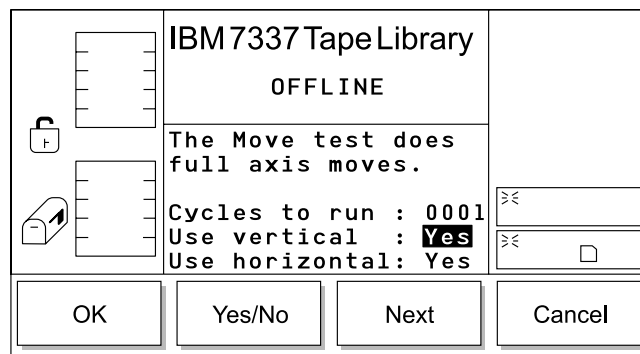 IBM 7337 Tape Library
OFFLINE
The Move test does
full axis moves.
Cycles to run : 0001
Use vertical : Yes
Use horizontal: Yes
OK Yes/No Next Cancel